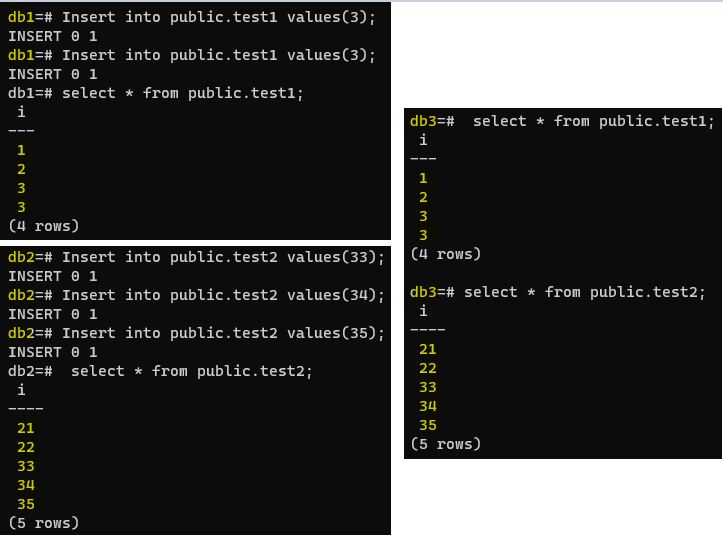 db1=# Insert into public.test1 values(3);
INSERT 0 1
db1=# Insert into public.test1 values(3);
INSERT 0 1
db1=# select * from public.test1;
i
---
1
2
3
3
(4 rows)
db2=# Insert into public.test2 values(33);
INSERT 0 1
db2=# Insert into public.test2 values(34);
INSERT 0 1
db2=# Insert into public.test2 values(35);
INSERT 0 1
db2=#  select * from public.test2;
i
----
21
22
33
34
35
(5 rows)
db3=#  select * from public.test1;
i
---
1
2
3
3
(4 rows)
db3=# select * from public.test2;
i
----
21
22
33
34
35
(5 rows)